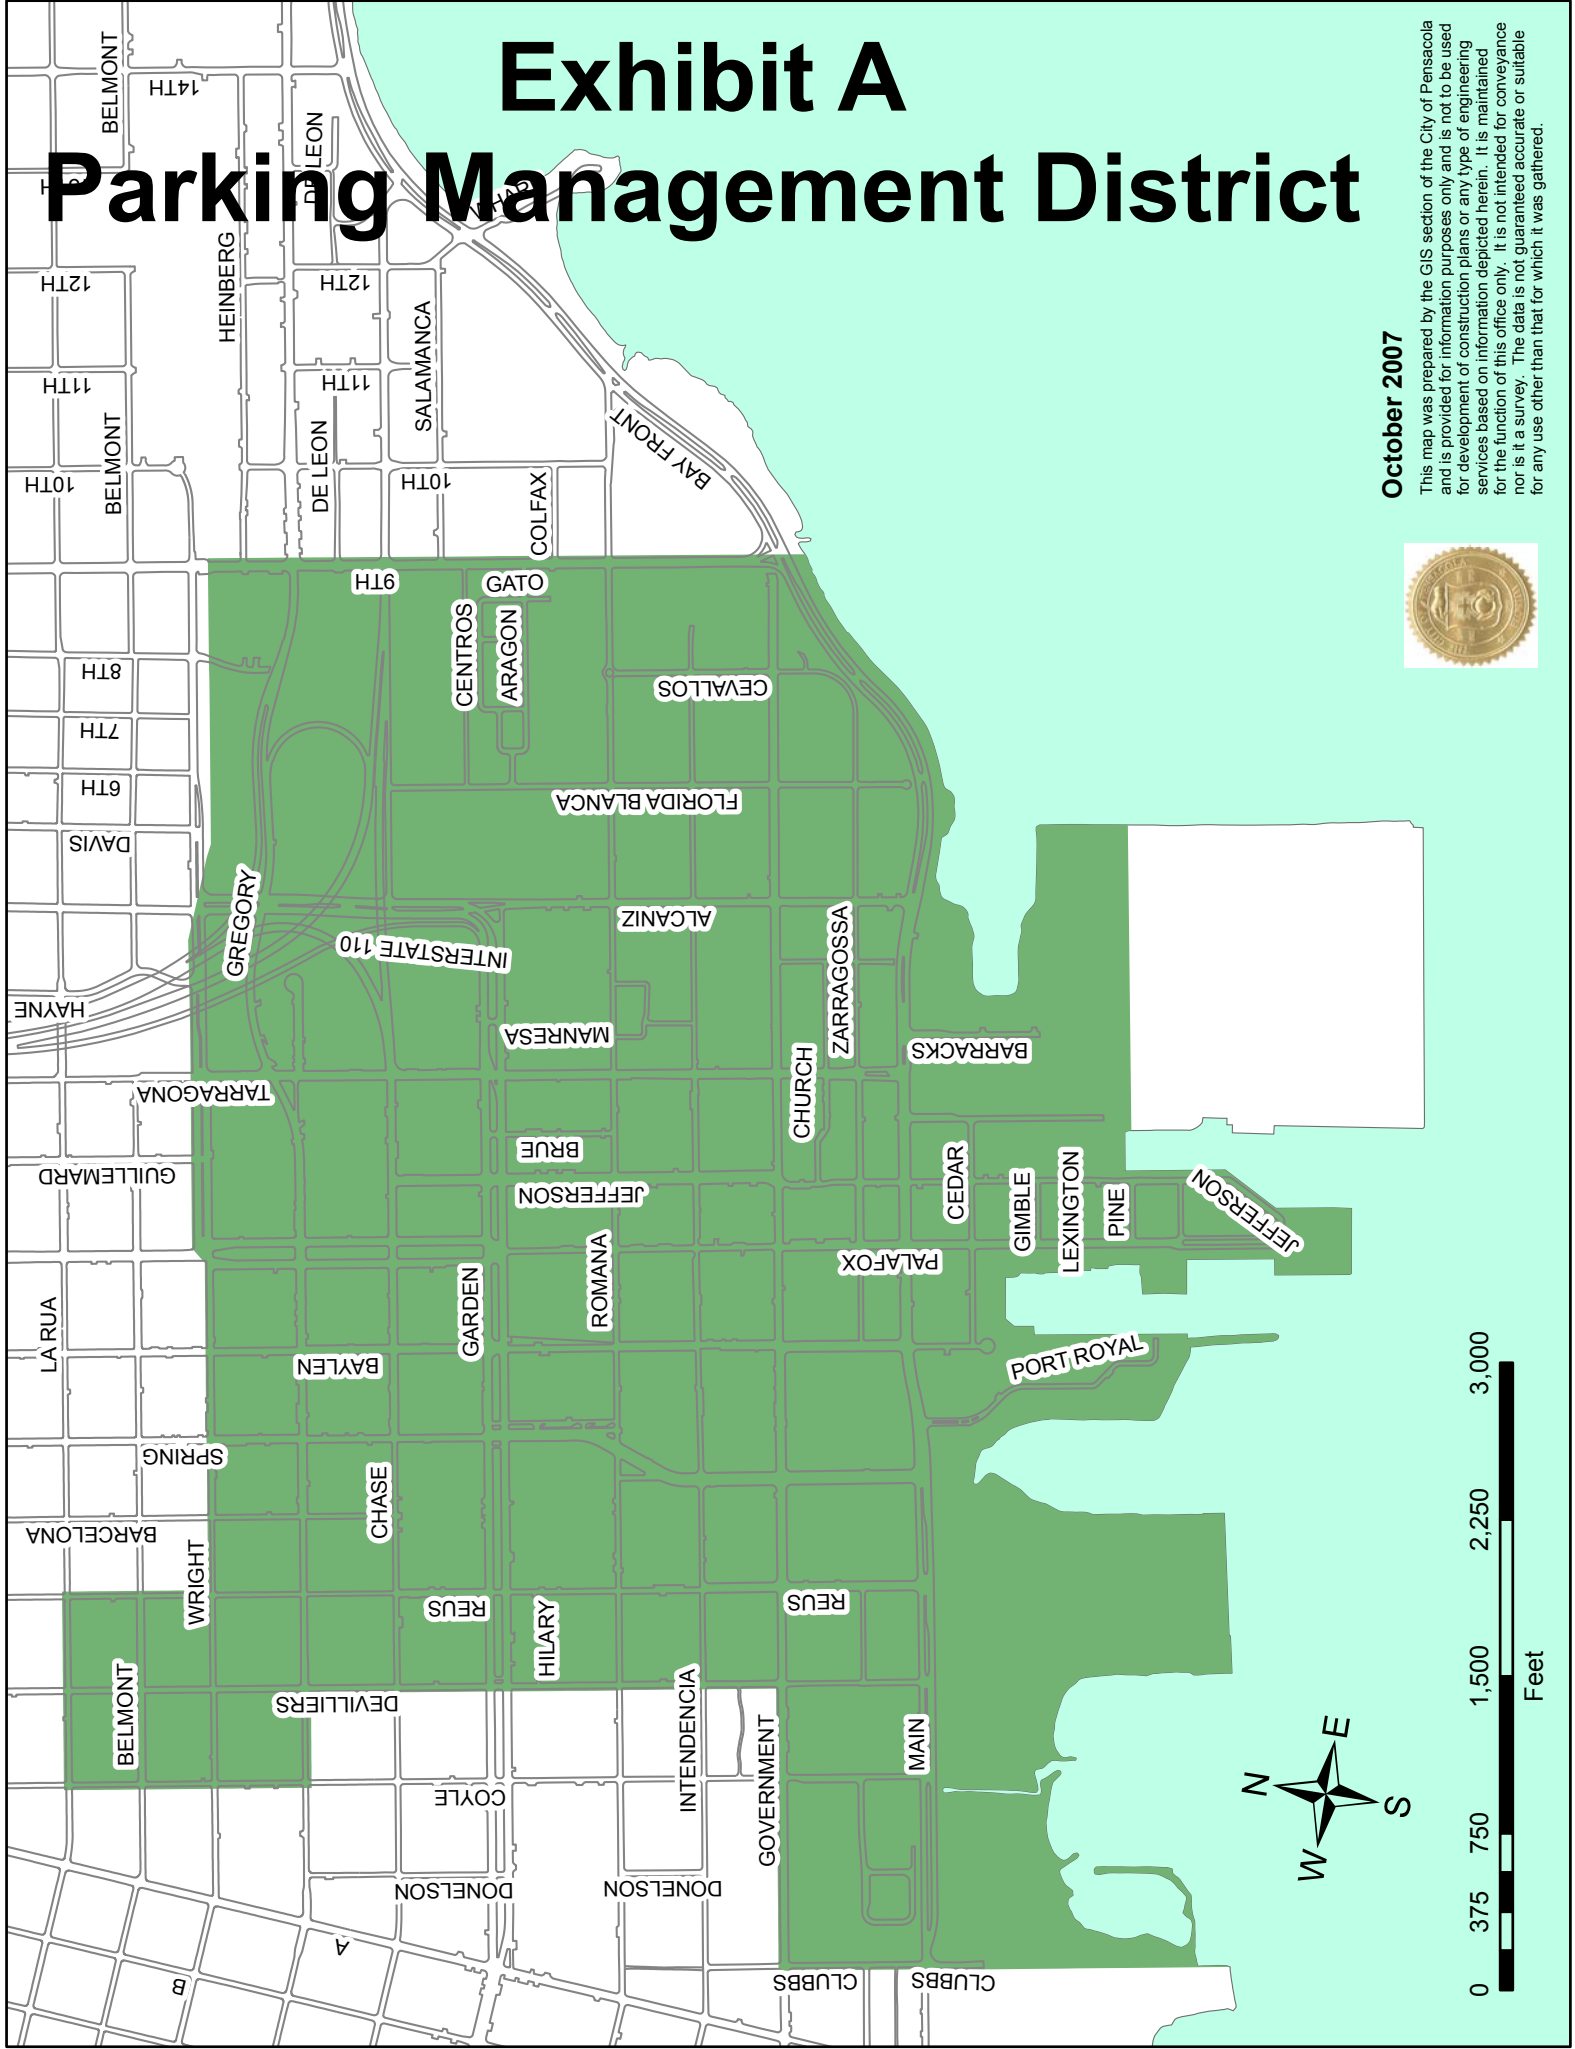 Exhibit A
Parking Management District
BELMONT
14TH
DE LEON
HEINBERG
12TH
12TH
SALAMANCA
11TH
11TH
BELMONT
DE LEON
10TH
10TH
BAY FRONT
COLFAX
9TH
GATO
CENTROS
ARAGON
CEVALLOS
8TH
7TH
6TH
DAVIS
FLORIDA BLANCA
GREGORY
ALCANIZ
INTERSTATE 110
ZARRAGOSSA
HAYNE
MANRESA
BARRACKS
TARRAGONA
CHURCH
BRUE
GUILLEMARD
JEFFERSON
CEDAR
GIMBLE
LEXINGTON
PINE
JEFFERSON
ROMANA
PALAFOX
GARDEN
LA RUA
BAYLEN
PORT ROYAL
SPRING
CHASE
BARCELONA
WRIGHT
REUS
REUS
HILARY
BELMONT
DEVILLIERS
INTENDENCIA
GOVERNMENT
MAIN
COYLE
DONELSON
DONELSON
A
B
CLUBBS
CLUBBS
October 2007
This map was prepared by the GIS section of the City of Pensacola
and is provided for information purposes only and is not to be used
for development of construction plans or any type of engineering
services based on information depicted herein. It is maintained
for the function of this office only. It is not intended for conveyance
nor is it a survey. The data is not guaranteed accurate or suitable
for any use other than that for which it was gathered.
N
E
S
W
0 375 750 1,500 2,250 3,000
Feet